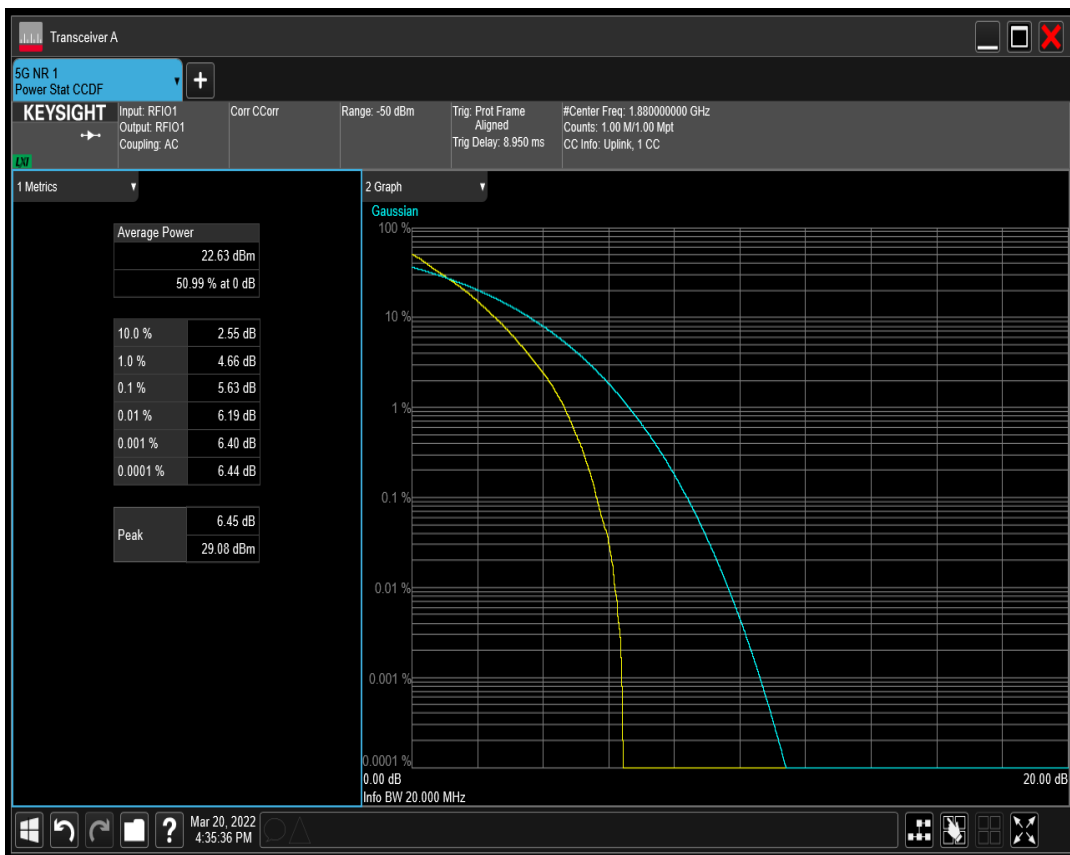 Transceiver A
5G NR 1
Power Stat CCDF
+
KEYSIGHT
LXI
Input: RFIO1
Output: RFIO1
Coupling: AC
Corr CCorr
Range: -50 dBm
Trig: Prot Frame
Aligned
Trig Delay: 8.950 ms
#Center Freq: 1.880000000 GHz
Counts: 1.00 M/1.00 Mpt
CC Info: Uplink, 1 CC
1 Metrics
Average Power
22.63 dBm
50.99 % at 0 dB
10.0 % 2.55 dB
1.0 % 4.66 dB
0.1 % 5.63 dB
0.01 % 6.19 dB
0.001 % 6.40 dB
0.0001 % 6.44 dB
Peak
6.45 dB
29.08 dBm
2 Graph
Gaussian
100 %
10 %
1 %
0.1 %
0.01 %
0.001 %
0.0001 %
0.00 dB 20.00 dB
Info BW 20.000 MHz
?
Mar 20, 2022
4:35:36 PM